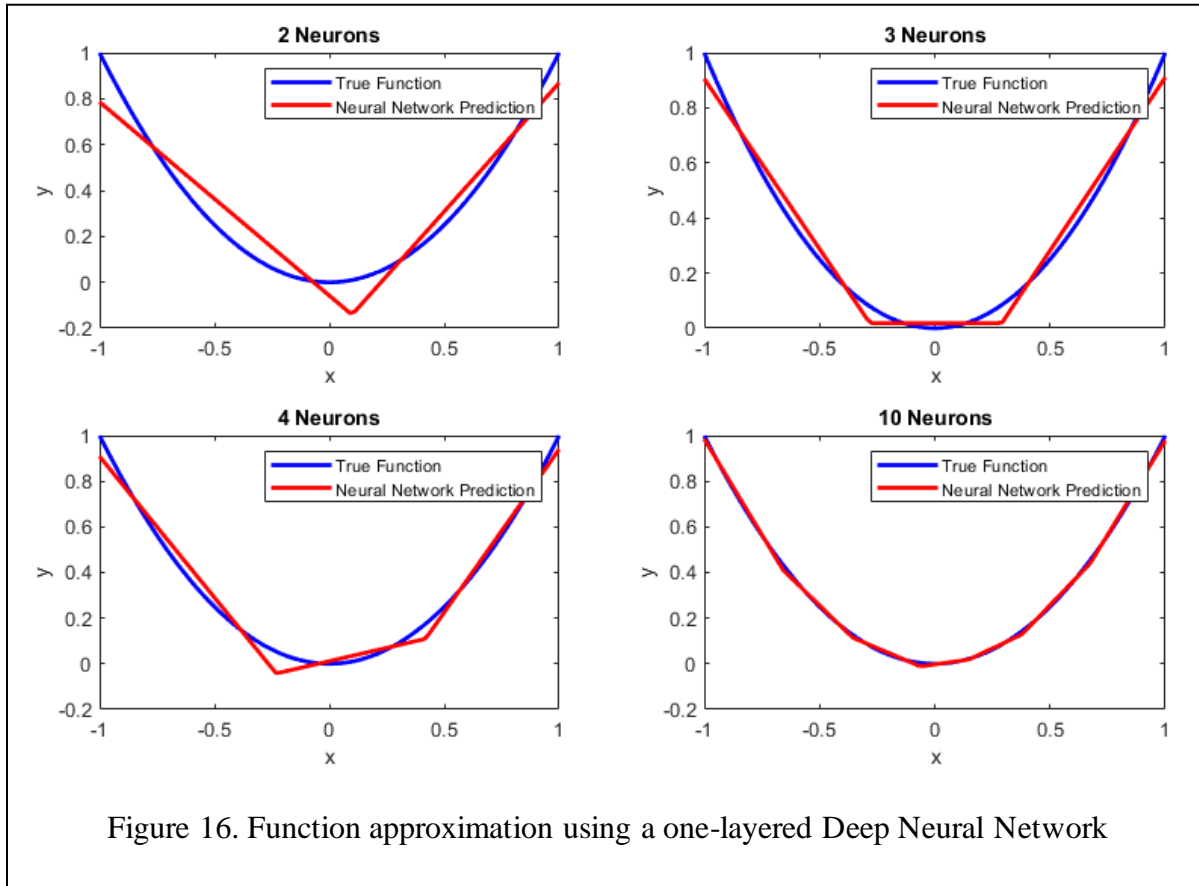 2 Neurons
1
0.8
0.6
0.4
0.2
0
-0.2
y
-1
-0.5
0
0.5
1
x
True Function
Neural Network Prediction
3 Neurons
1
0.8
0.6
0.4
0.2
0
y
-1
-0.5
0
0.5
1
x
True Function
Neural Network Prediction
4 Neurons
1
0.8
0.6
0.4
0.2
0
-0.2
y
-1
-0.5
0
0.5
1
x
True Function
Neural Network Prediction
10 Neurons
1
0.8
0.6
0.4
0.2
0
-0.2
y
-1
-0.5
0
0.5
1
x
True Function
Neural Network Prediction
Figure 16. Function approximation using a one-layered Deep Neural Network